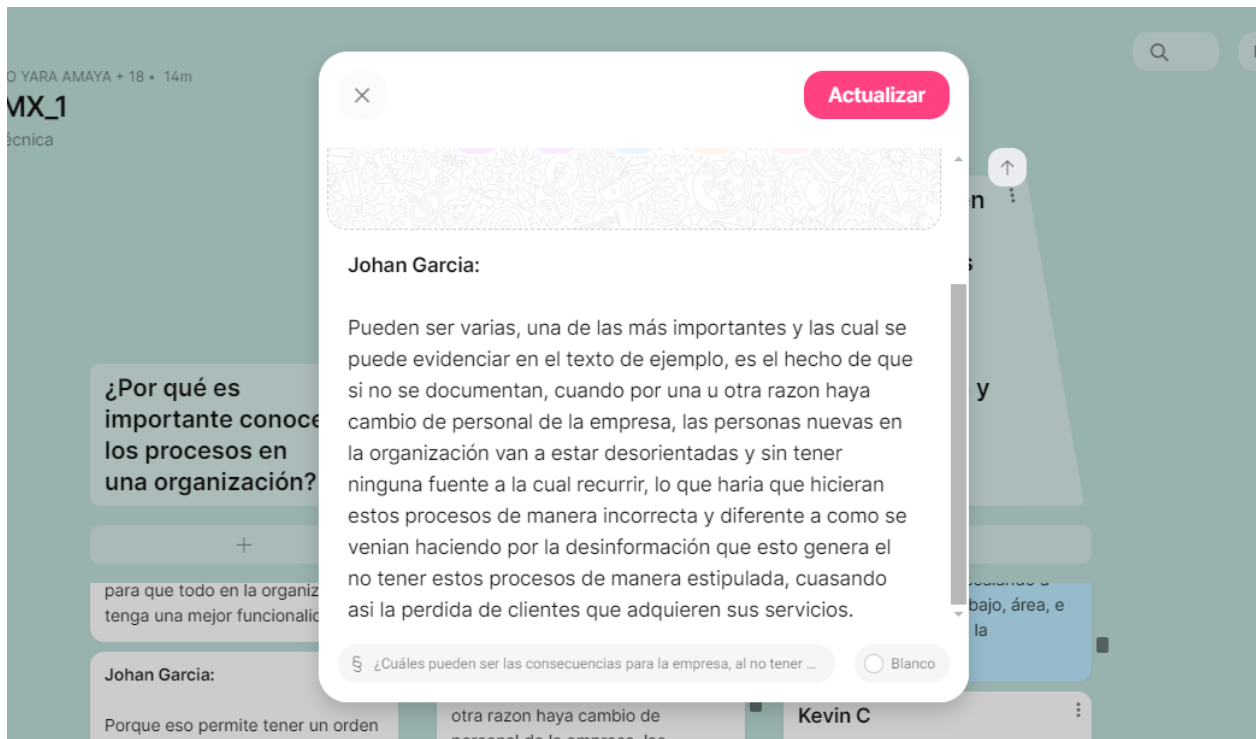 O YARA AMAYA + 18 • 14m
MX_1
écnica
Actualizar
Johan Garcia:
Pueden ser varias, una de las más importantes y las cual se
puede evidenciar en el texto de ejemplo, es el hecho de que
si no se documentan, cuando por una u otra razon haya
cambio de personal de la empresa, las personas nuevas en
la organización van a estar desorientadas y sin tener
ninguna fuente a la cual recurrir, lo que haria que hicieran
estos procesos de manera incorrecta y diferente a como se
venian haciendo por la desinformación que esto genera el
no tener estos procesos de manera estipulada, cuasando
asi la perdida de clientes que adquieren sus servicios.
§ ¿Cuáles pueden ser las consecuencias para la empresa, al no tener ...
Blanco
¿Por qué es
importante conoce
los procesos en
una organización?
+
para que todo en la organiz
tenga una mejor funcionalic
Johan Garcia:
Porque eso permite tener un orden
otra razon haya cambio de
personal de la empresa, las
n
s
y
bajo, área, e
la
Kevin C